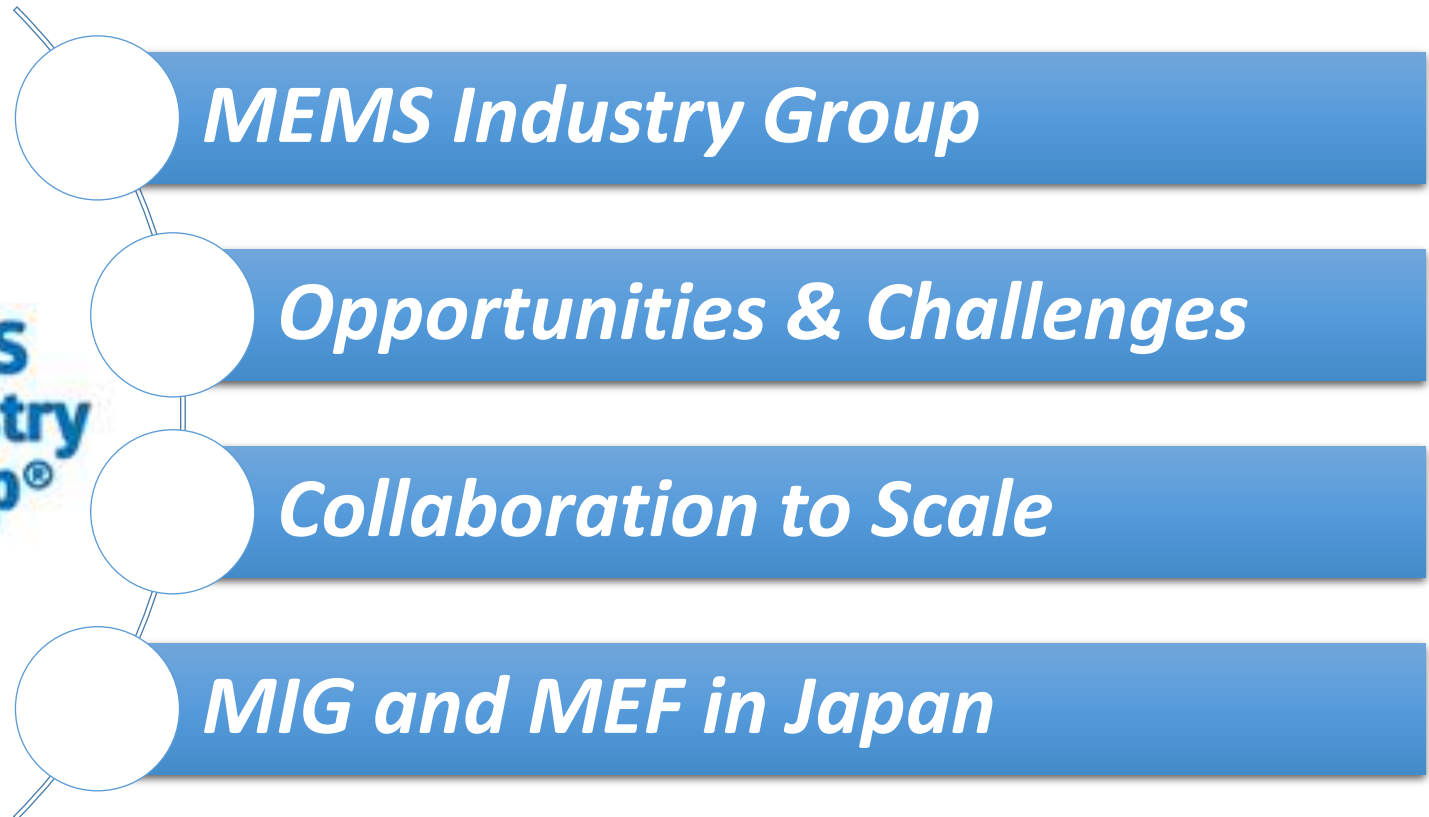 MEMS Industry Group
Opportunities & Challenges
Collaboration to Scale
MIG and MEF in Japan